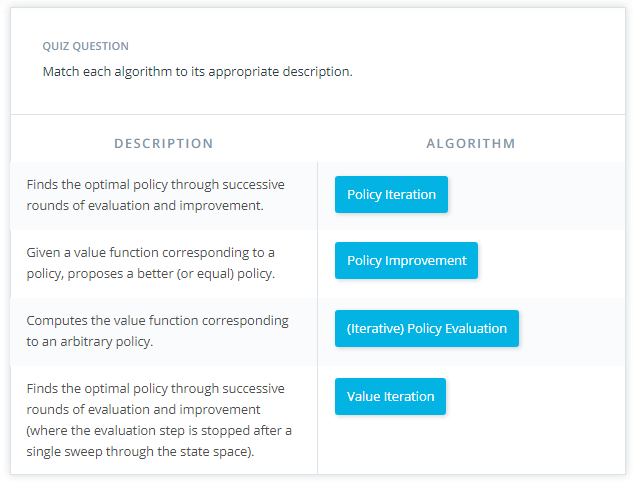 QUIZ QUESTION
Match each algorithm to its appropriate description.
DESCRIPTION
ALGORITHM
Finds the optimal policy through successive
rounds of evaluation and improvement.
Policy Iteration
Given a value function corresponding to a
policy, proposes a better (or equal) policy.
Policy Improvement
Computes the value function corresponding
to an arbitrary policy.
(Iterative) Policy Evaluation
Finds the optimal policy through successive
rounds of evaluation and improvement
(where the evaluation step is stopped after a
single sweep through the state space).
Value Iteration